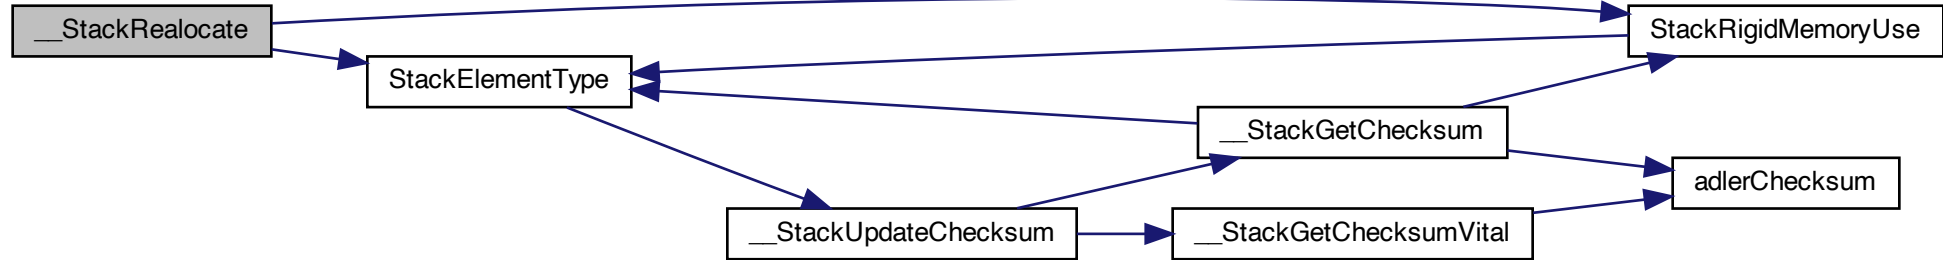 __StackRealocate
StackRigidMemoryUse
StackElementType
__StackGetChecksum
adlerChecksum
__StackUpdateChecksum
__StackGetChecksumVital